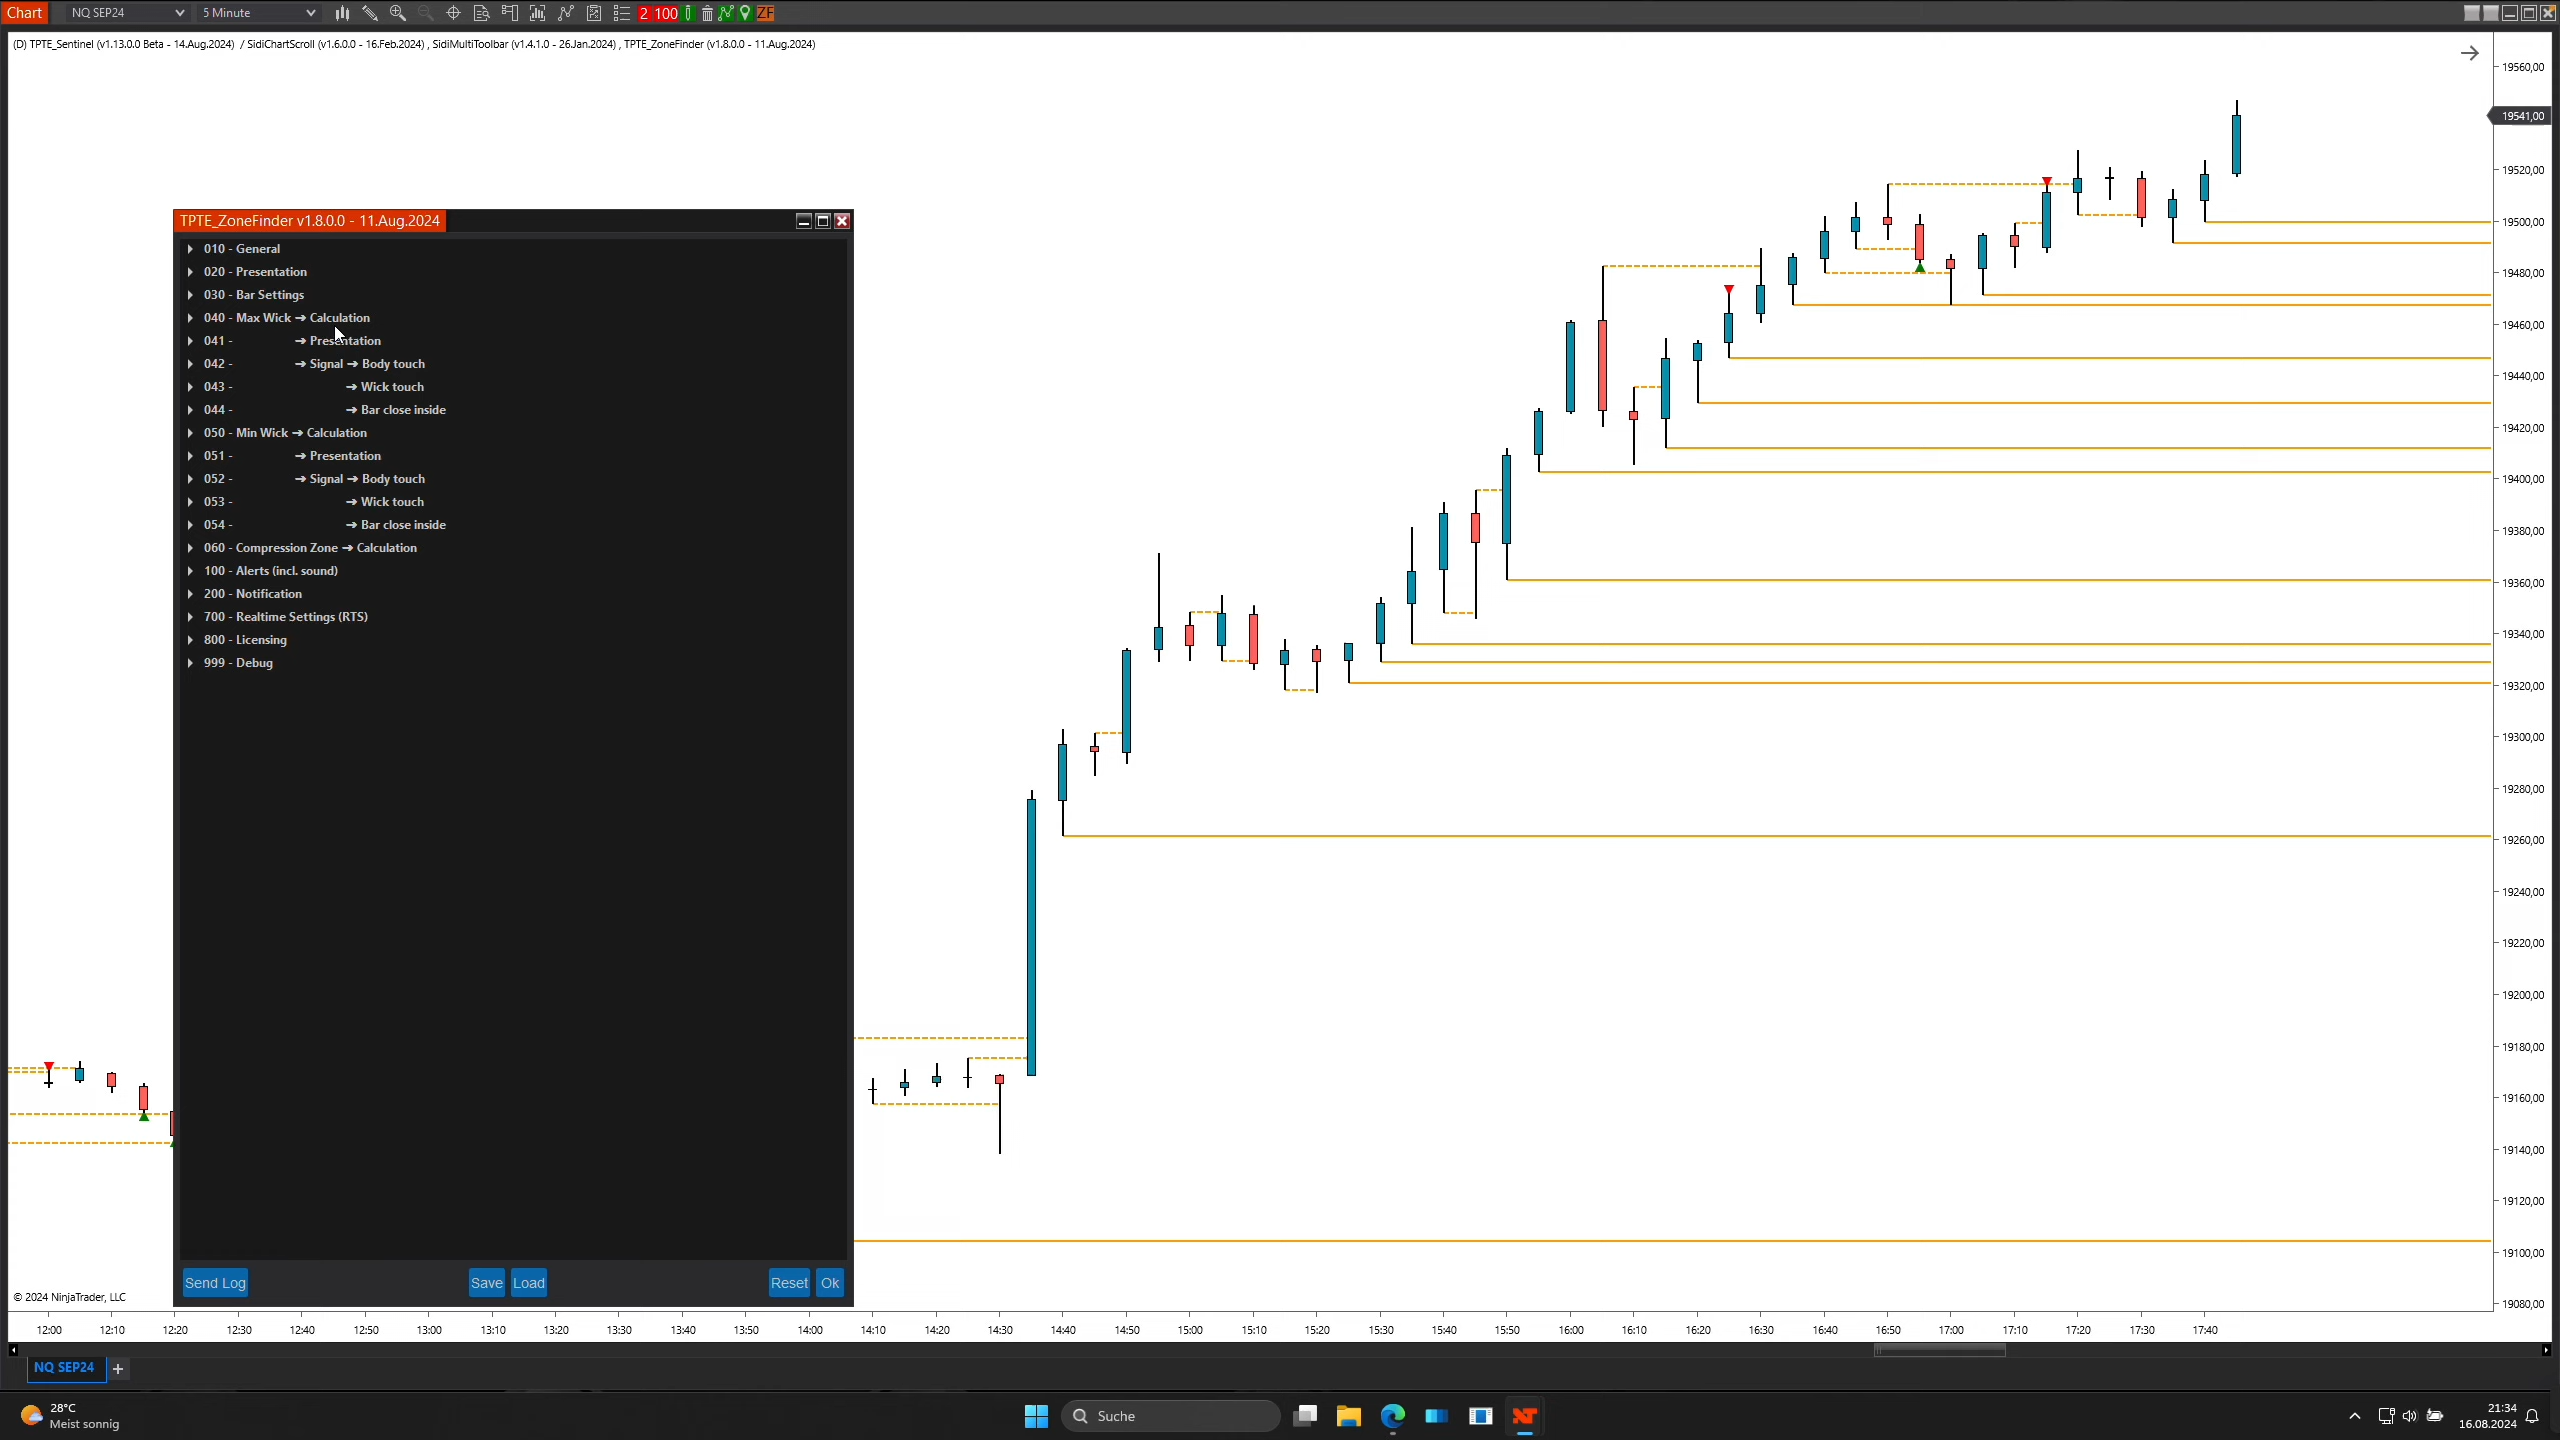 Chart NQ SEP24 5 Minute 2 100 ZF
(D) TPTE_Sentinel (v1.13.0.0 Beta - 14.Aug.2024) / SidiChartScroll (v1.6.0.0 - 16.Feb.2024) , SidiMultiToolbar (v1.4.1.0 - 26.Jan.2024) , TPTE_ZoneFinder (v1.8.0.0 - 11.Aug.2024)
19560,00
19541,00
19520,00
19500,00
19480,00
19460,00
19440,00
19420,00
19400,00
19380,00
19360,00
19340,00
19320,00
19300,00
19280,00
19260,00
19240,00
19220,00
19200,00
19180,00
19160,00
19140,00
19120,00
19100,00
19080,00
TPTE_ZoneFinder v1.8.0.0 - 11.Aug.2024
010 - General
020 - Presentation
030 - Bar Settings
040 - Max Wick → Calculation
041 - → Presentation
042 - → Signal → Body touch
043 - → Wick touch
044 - → Bar close inside
050 - Min Wick → Calculation
051 - → Presentation
052 - → Signal → Body touch
053 - → Wick touch
054 - → Bar close inside
060 - Compression Zone → Calculation
100 - Alerts (incl. sound)
200 - Notification
700 - Realtime Settings (RTS)
800 - Licensing
999 - Debug
Send Log Save Load Reset Ok
© 2024 NinjaTrader, LLC
12:00 12:10 12:20 12:30 12:40 12:50 13:00 13:10 13:20 13:30 13:40 13:50 14:00 14:10 14:20 14:30 14:40 14:50 15:00 15:10 15:20 15:30 15:40 15:50 16:00 16:10 16:20 16:30 16:40 16:50 17:00 17:10 17:20 17:30 17:40
NQ SEP24 +
28°C
Meist sonnig
Suche
21:34
16.08.2024